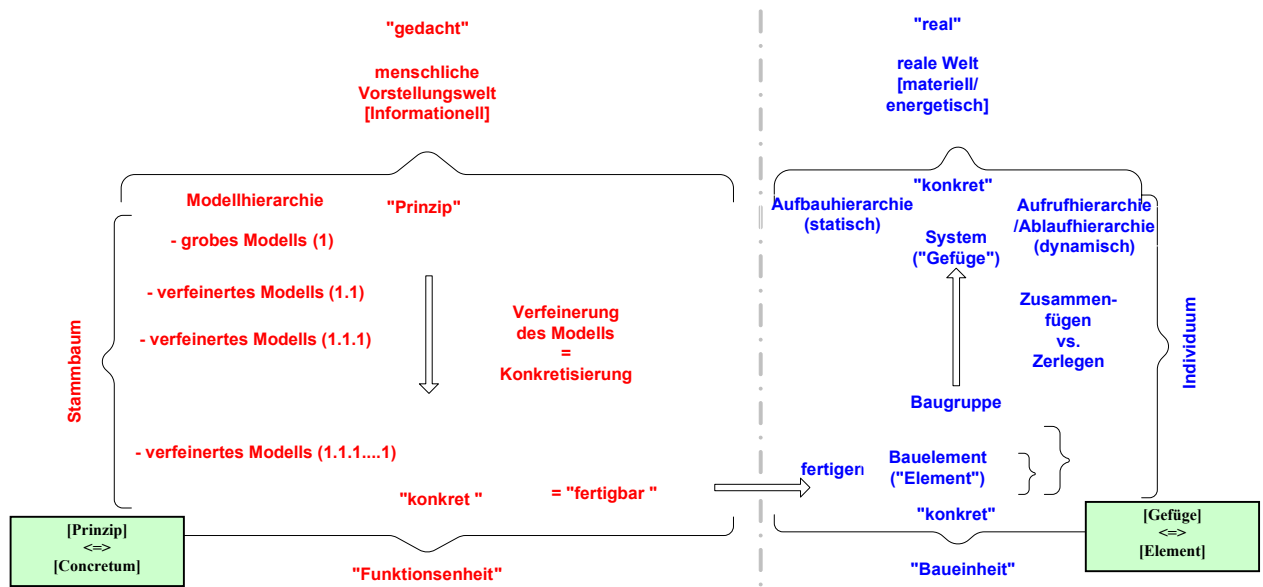 "gedacht"
menschliche
Vorstellungswelt
[Informationell]
Modellhierarchie
"Prinzip"
- grobes Modells (1)
- verfeinertes Modells (1.1)
- verfeinertes Modells (1.1.1)
Verfeinerung
des Modells
=
Konkretisierung
Stammbaum
- verfeinertes Modells (1.1.1....1)
"konkret "
= "fertigbar "
[Prinzip]
<=>
[Concretum]
"Funktionsenheit"
"real"
reale Welt
[materiell/
energetisch]
"konkret"
Aufbauhierarchie
(statisch)
System
("Gefüge")
Aufrufhierarchie
/Ablaufhierarchie
(dynamisch)
Zusammen-
fügen
vs.
Zerlegen
Individuum
Baugruppe
fertigen
Bauelement
("Element")
"konkret"
[Gefüge]
<=>
[Element]
"Baueinheit"